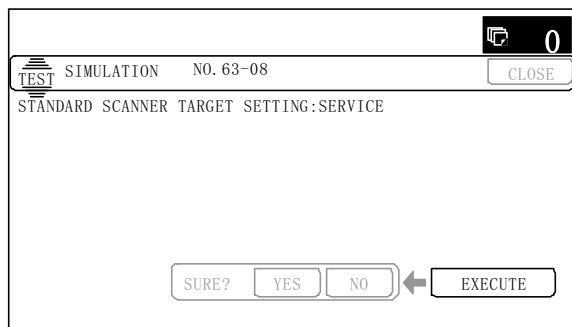 0
TEST SIMULATION NO. 63-08 CLOSE
STANDARD SCANNER TARGET SETTING:SERVICE
SURE? YES NO EXECUTE